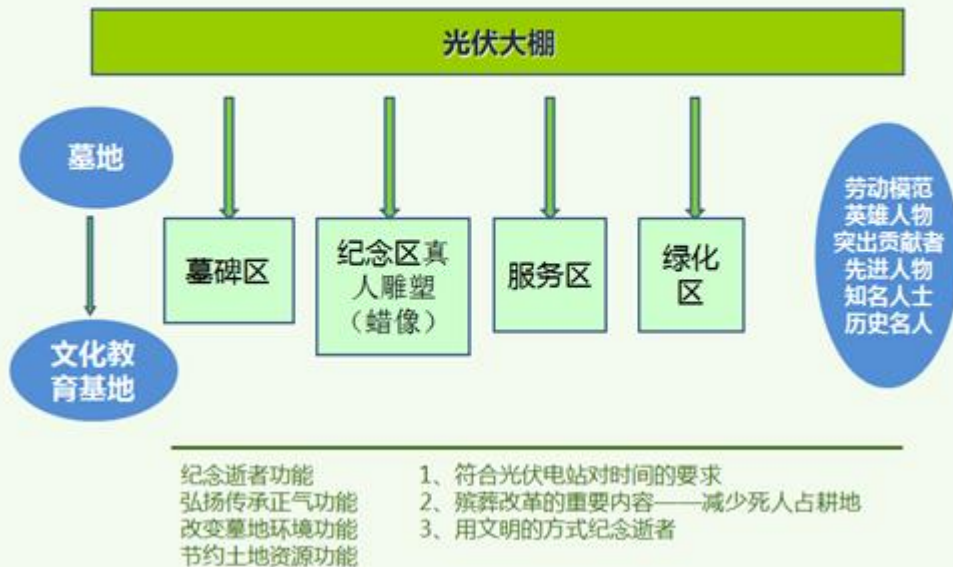 光伏大棚
墓地
文化教
育基地
墓碑区
纪念区真
人雕塑
（蜡像）
服务区
绿化
区
劳动模范
英雄人物
突出贡献者
先进人物
知名人士
历史名人
纪念逝者功能
弘扬传承正气功能
改变墓地环境功能
节约土地资源功能
1、符合光伏电站对时间的要求
2、殡葬改革的重要内容——减少死人占耕地
3、用文明的方式纪念逝者